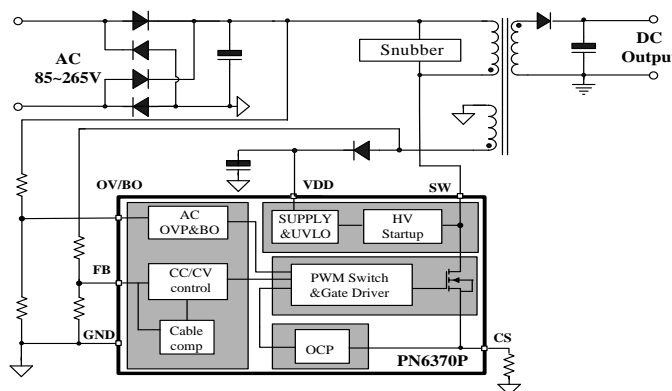 AC
85~265V
Snubber
DC
Output
OV/BO
VDD
SW
AC
OVP&BO
SUPPLY
&UVLO
HV
Startup
FB
CC/CV
control
PWM Switch
&Gate Driver
Cable
comp
GND
OCP
CS
PN6370P